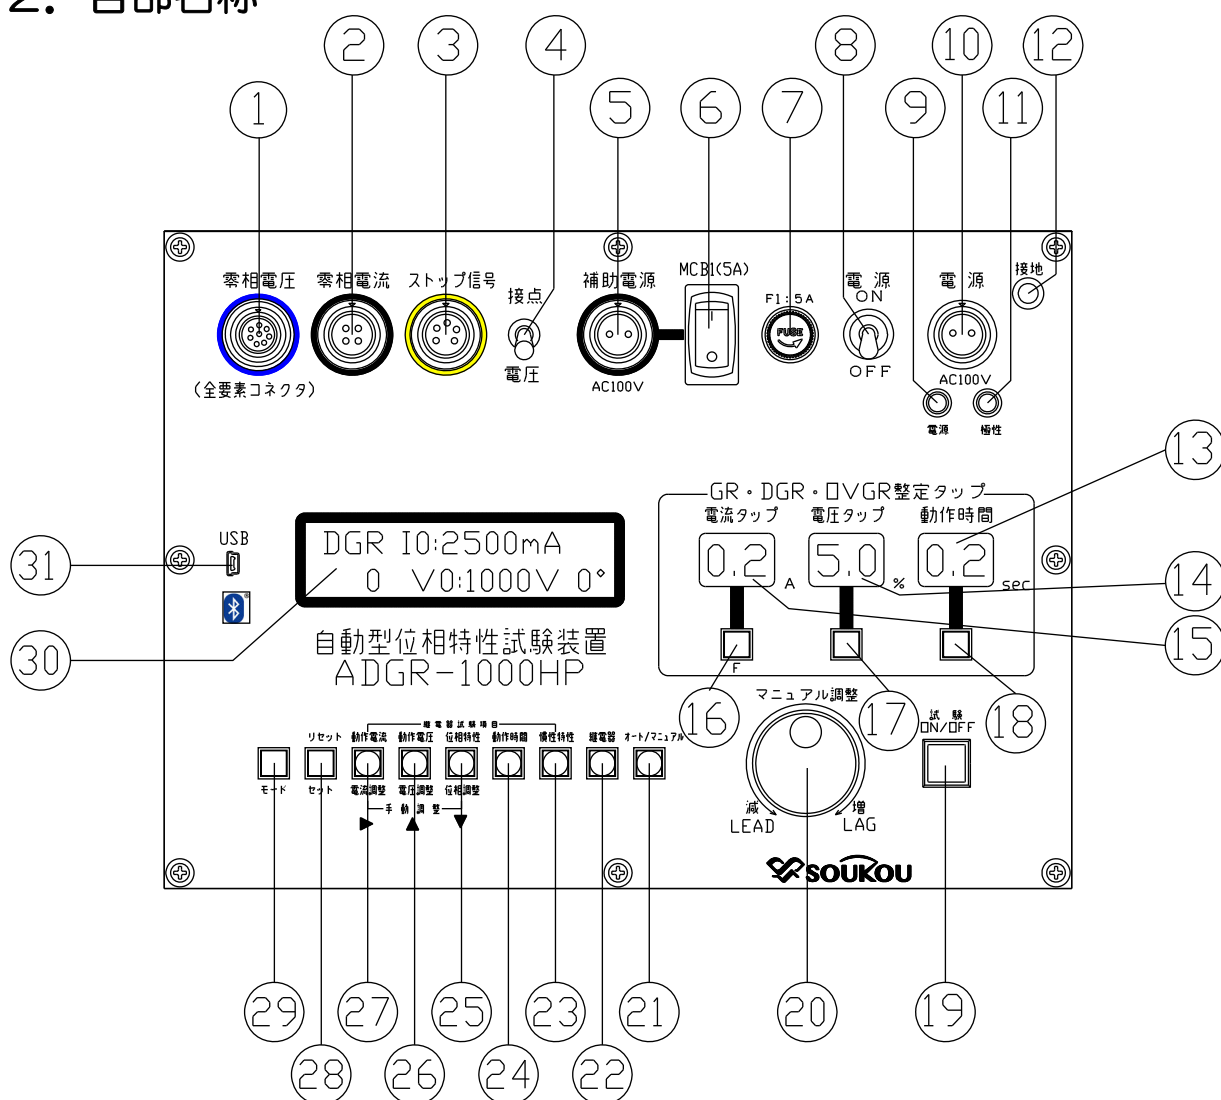 2. 各部名称
2 3 4 8 10 12
1 5 6 7 9 11
零相電圧 零相電流 ストップ信号 接点 補助電源 MCB1(5A) 電源 接地
ON
F1:5A
FUSE
電圧 OFF
(全要素コネクタ) AC100V AC100V
電源 極性
13
GR・DGR・OVGR整定タップ
電流タップ 電圧タップ 動作時間
USB
DGR I0:2500mA
0 V0:1000V 0°
0.2 A 5.0 % 0.2 sec
31
14
15
30
自動型位相特性試験装置
ADGR-1000HP
F
16 17 18
マニュアル調整
試験
ON/OFF
継電器試験項目
リセット 動作電流 動作電圧 位相特性 動作時間 慣性特性 継電器 オート/マニュアル
モード セット 電流調整 電圧調整 位相調整
手動調整
減 増
LEAD LAG
SOUKOU
29 27 25 23 21 20 19
28 26 24 22